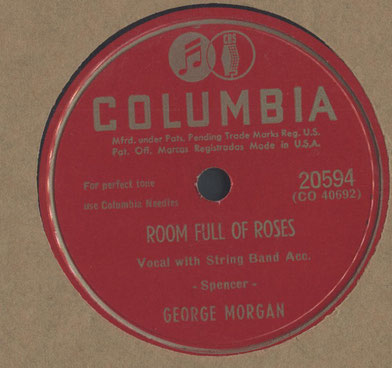 COLUMBIA
Mfrd. under Pats. Pending Trade Marks Reg. U.S.
Pat. Off. Marcas Registradas Made in U.S.A.
For perfect tone
use Columbia Needles
20594
(CO 40692)
ROOM FULL OF ROSES
Vocal with String Band Acc.
- Spencer -
GEORGE MORGAN